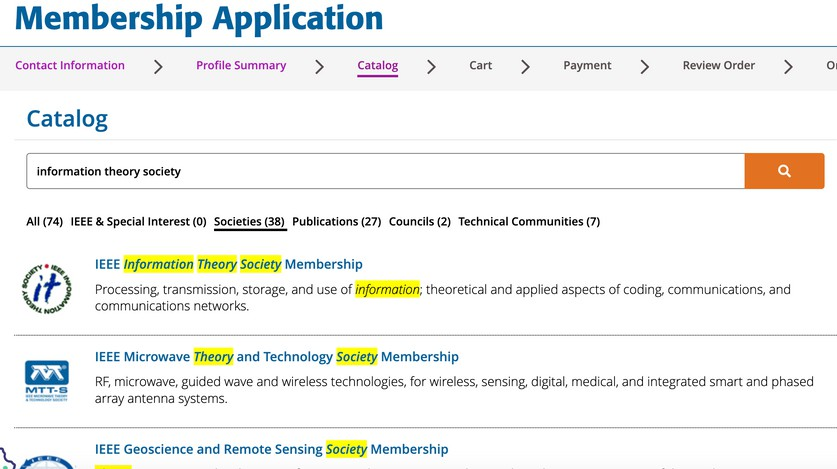 Membership Application
Contact Information Profile Summary Catalog Cart Payment Review Order
Catalog
information theory society
All (74) IEEE & Special Interest (0) Societies (38) Publications (27) Councils (2) Technical Communities (7)
IEEE Information Theory Society Membership
Processing, transmission, storage, and use of information; theoretical and applied aspects of coding, communications, and
communications networks.
it
IEEE INFORMATION THEORY SOCIETY
IEEE Microwave Theory and Technology Society Membership
RF, microwave, guided wave and wireless technologies, for wireless, sensing, digital, medical, and integrated smart and phased
array antenna systems.
MTT-S
IEEE MICROWAVE THEORY
& TECHNOLOGY SOCIETY
IEEE Geoscience and Remote Sensing Society Membership